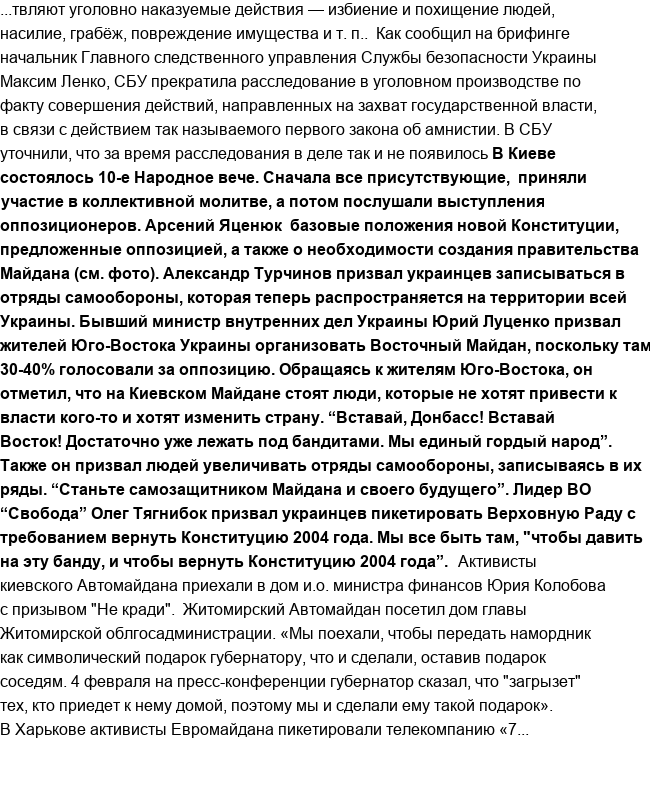 ...твляют уголовно наказуемые действия — избиение и похищение людей,
насилие, грабёж, повреждение имущества и т. п.. Как сообщил на брифинге
начальник Главного следственного управления Службы безопасности Украины
Максим Ленко, СБУ прекратила расследование в уголовном производстве по
факту совершения действий, направленных на захват государственной власти,
в связи с действием так называемого первого закона об амнистии. В СБУ
уточнили, что за время расследования в деле так и не появилось В Киеве
состоялось 10-е Народное вече. Сначала все присутствующие, приняли
участие в коллективной молитве, а потом послушали выступления
оппозиционеров. Арсений Яценюк базовые положения новой Конституции,
предложенные оппозицией, а также о необходимости создания правительства
Майдана (см. фото). Александр Турчинов призвал украинцев записываться в
отряды самообороны, которая теперь распространяется на территории всей
Украины. Бывший министр внутренних дел Украины Юрий Луценко призвал
жителей Юго-Востока Украины организовать Восточный Майдан, поскольку там
30-40% голосовали за оппозицию. Обращаясь к жителям Юго-Востока, он
отметил, что на Киевском Майдане стоят люди, которые не хотят привести к
власти кого-то и хотят изменить страну. “Вставай, Донбасс! Вставай
Восток! Достаточно уже лежать под бандитами. Мы единый гордый народ”.
Также он призвал людей увеличивать отряды самообороны, записываясь в их
ряды. “Станьте самозащитником Майдана и своего будущего”. Лидер ВО
“Свобода” Олег Тягнибок призвал украинцев пикетировать Верховную Раду с
требованием вернуть Конституцию 2004 года. Мы все быть там, "чтобы давить
на эту банду, и чтобы вернуть Конституцию 2004 года”. Активисты
киевского Автомайдана приехали в дом и.о. министра финансов Юрия Колобова
с призывом "Не кради". Житомирский Автомайдан посетил дом главы
Житомирской облгосадминистрации. «Мы поехали, чтобы передать намордник
как символический подарок губернатору, что и сделали, оставив подарок
соседям. 4 февраля на пресс-конференции губернатор сказал, что "загрызет"
тех, кто приедет к нему домой, поэтому мы и сделали ему такой подарок».
В Харькове активисты Евромайдана пикетировали телекомпанию «7...